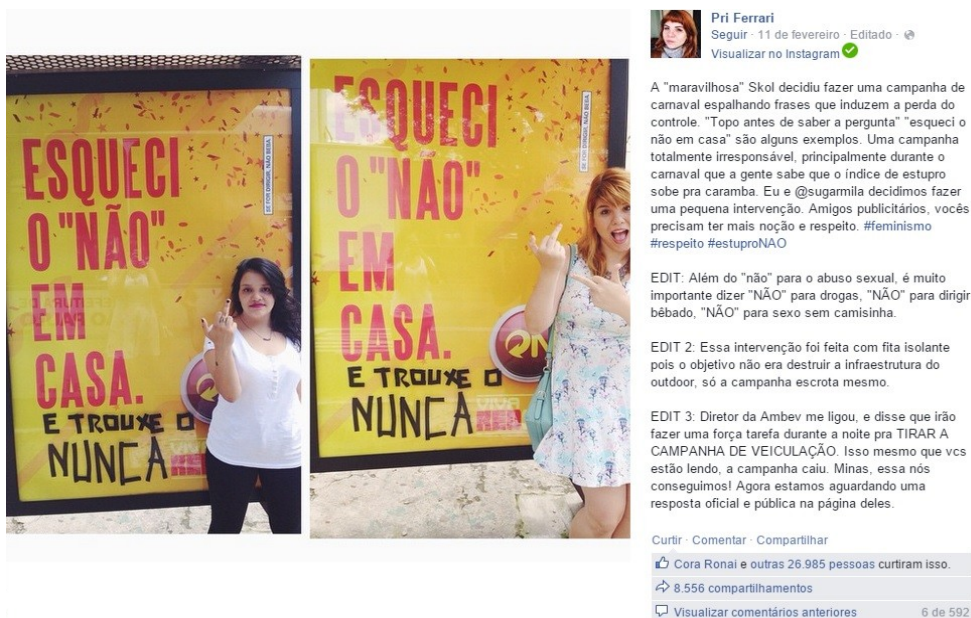 ESQUECI
O "NÃO"
EM
CASA.
E TROUXE O
NUNCA
SE FOR DIRIGIR, NÃO BEBA.
ESQUECI
O "NÃO"
EM
CASA.
E TROUXE O
NUNCA
SE FOR DIRIGIR, NÃO BEBA.
Pri Ferrari
Seguir · 11 de fevereiro · Editado ·
Visualizar no Instagram
A "maravilhosa" Skol decidiu fazer uma campanha de
carnaval espalhando frases que induzem a perda do
controle. "Topo antes de saber a pergunta" "esqueci o
não em casa" são alguns exemplos. Uma campanha
totalmente irresponsável, principalmente durante o
carnaval que a gente sabe que o índice de estupro
sobe pra caramba. Eu e @sugarmila decidimos fazer
uma pequena intervenção. Amigos publicitários, vocês
precisam ter mais noção e respeito. #feminismo
#respeito #estuproNAO
EDIT: Além do "não" para o abuso sexual, é muito
importante dizer "NÃO" para drogas, "NÃO" para dirigir
bêbado, "NÃO" para sexo sem camisinha.
EDIT 2: Essa intervenção foi feita com fita isolante
pois o objetivo não era destruir a infraestrutura do
outdoor, só a campanha escrota mesmo.
EDIT 3: Diretor da Ambev me ligou, e disse que irão
fazer uma força tarefa durante a noite pra TIRAR A
CAMPANHA DE VEICULAÇÃO. Isso mesmo que vcs
estão lendo, a campanha caiu. Minas, essa nós
conseguimos! Agora estamos aguardando uma
resposta oficial e pública na página deles.
Curtir · Comentar · Compartilhar
Cora Ronai e outras 26.985 pessoas curtiram isso.
8.556 compartilhamentos
Visualizar comentários anteriores 6 de 592